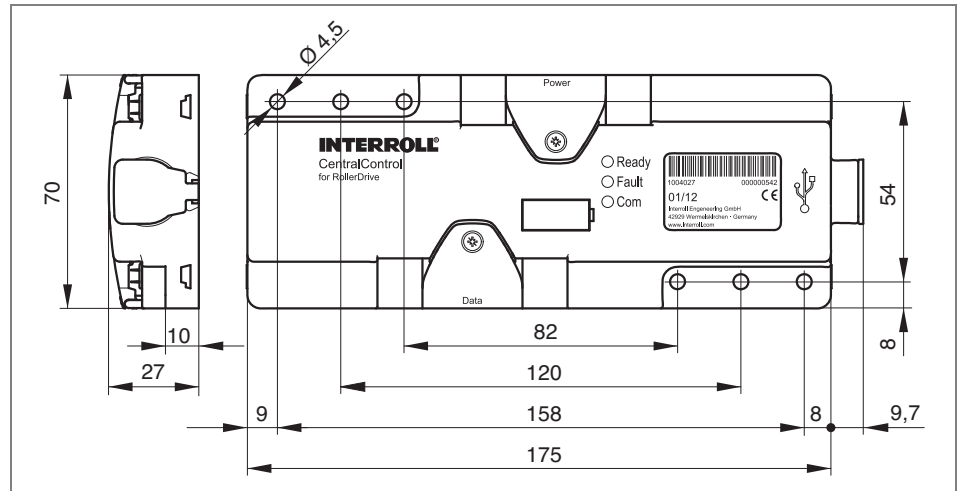 Ø 4,5
Power
INTERROLL®
CentralControl
for RollerDrive
Ready
Fault
Com
1004027 000000542
01/12 CE
Interroll Engeneering GmbH
42929 Wermelskirchen · Germany
www.Interroll.com
Data
70
54
10
27
82
8
120
9
158
8
9,7
175